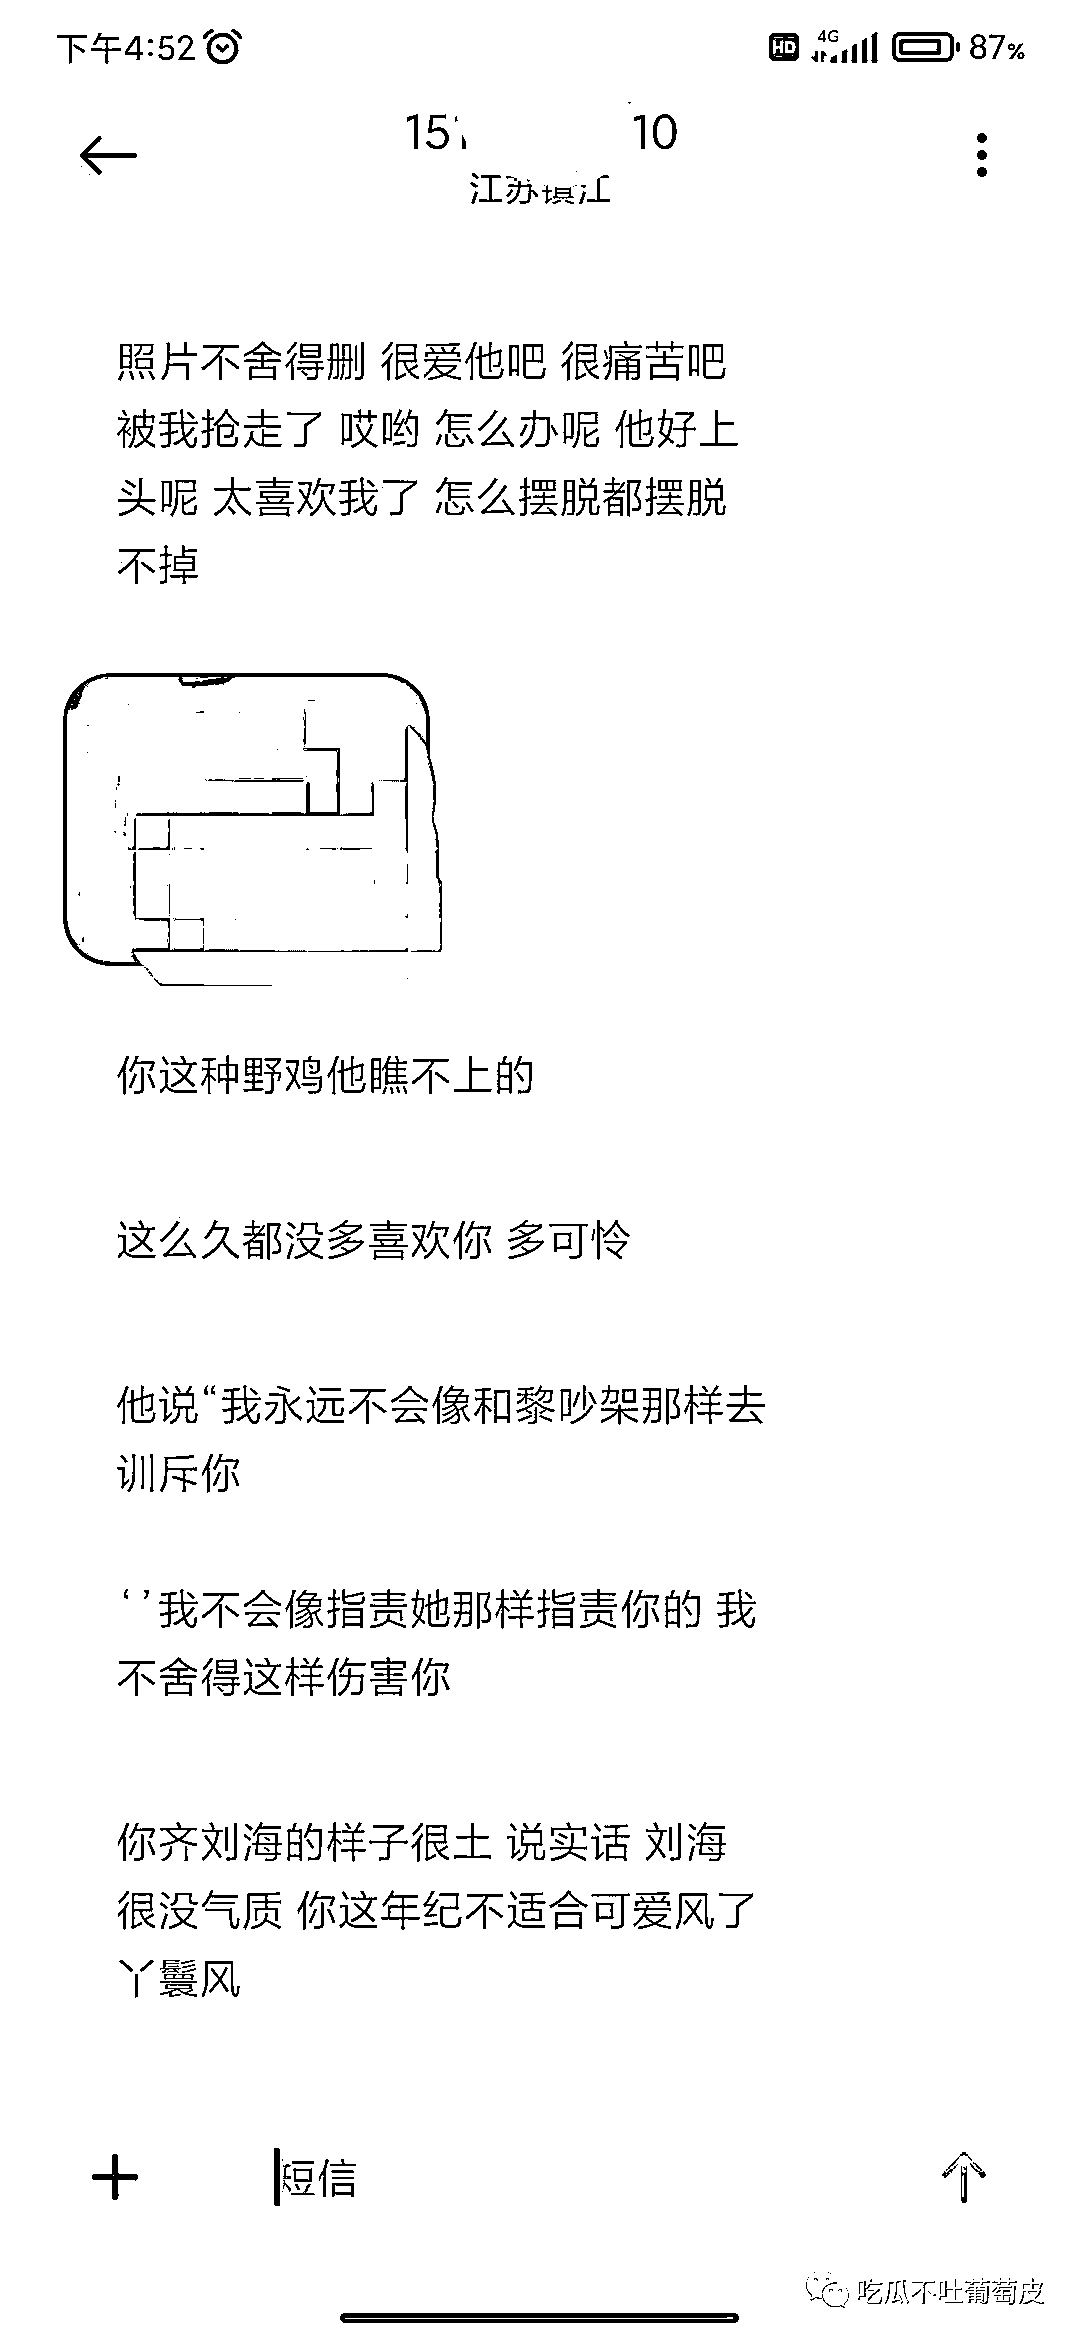 下午4:52
HD 4G 87%
151 10
江苏镇江
照片不舍得删 很爱他吧 很痛苦吧
被我抢走了 哎哟 怎么办呢 他好上
头呢 太喜欢我了 怎么摆脱都摆脱
不掉
你这种野鸡他瞧不上的
这么久都没多喜欢你 多可怜
他说“我永远不会像和黎吵架那样去
训斥你
‘ ’我不会像指责她那样指责你的 我
不舍得这样伤害你
你齐刘海的样子很土 说实话 刘海
很没气质 你这年纪不适合可爱风了
丫鬟风
短信
吃瓜不吐葡萄皮